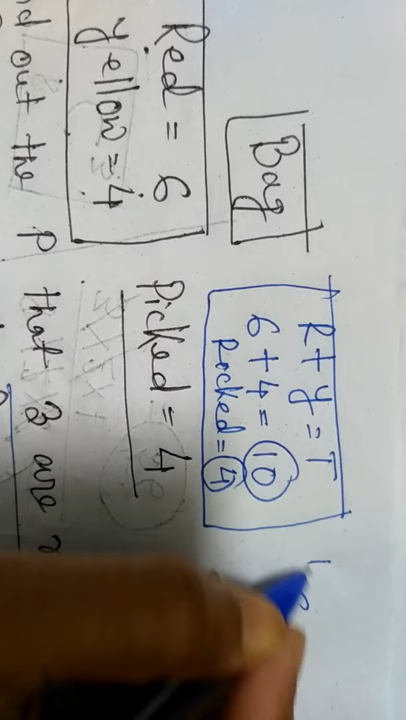 Bag
Red = 6
Yellow = 4
R + y = T
6 + 4 = 10
Picked = 4
Picked = 4
out the P
that 3 are